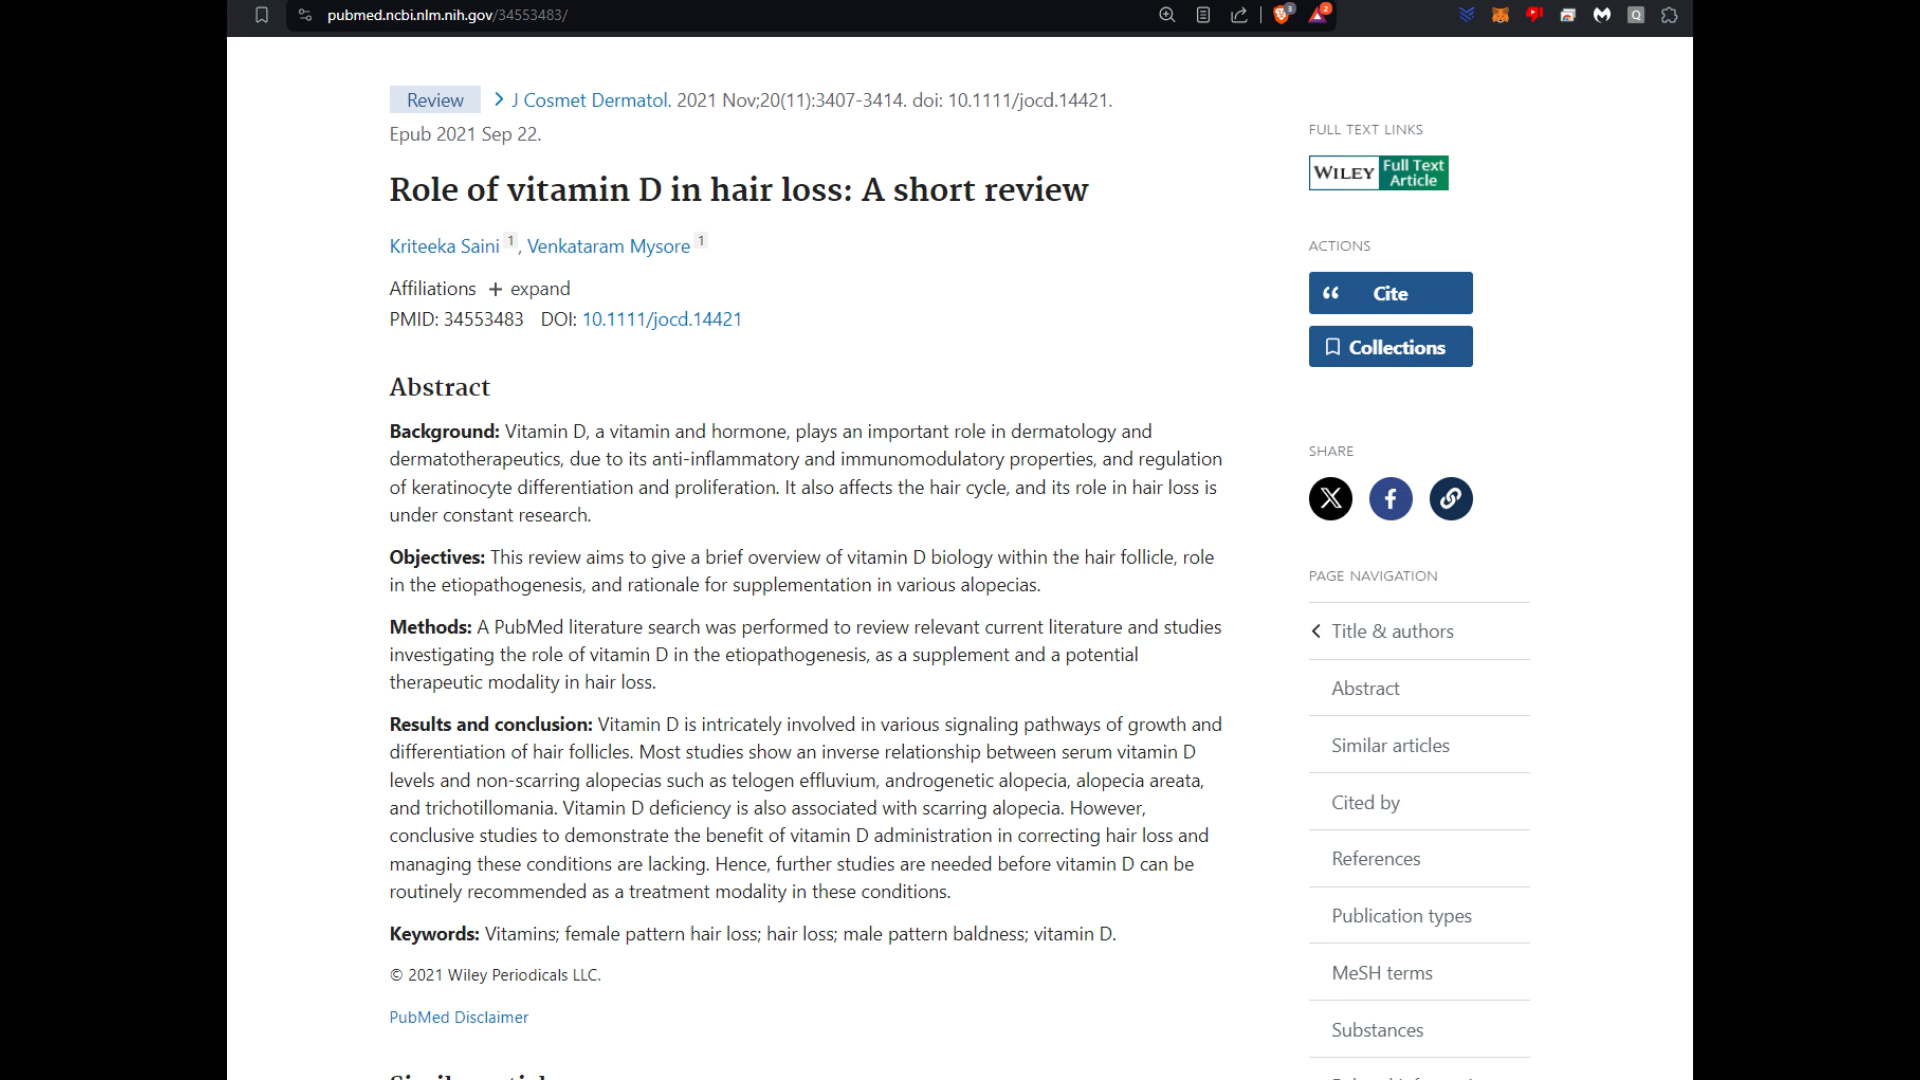 pubmed.ncbi.nlm.nih.gov/34553483/
3
2
Q
Review
J Cosmet Dermatol. 2021 Nov;20(11):3407-3414. doi: 10.1111/jocd.14421.
Epub 2021 Sep 22.
Role of vitamin D in hair loss: A short review
Kriteeka Saini 1, Venkataram Mysore 1
Affiliations + expand
PMID: 34553483 DOI: 10.1111/jocd.14421
Abstract
Background: Vitamin D, a vitamin and hormone, plays an important role in dermatology and
dermatotherapeutics, due to its anti-inflammatory and immunomodulatory properties, and regulation
of keratinocyte differentiation and proliferation. It also affects the hair cycle, and its role in hair loss is
under constant research.
Objectives: This review aims to give a brief overview of vitamin D biology within the hair follicle, role
in the etiopathogenesis, and rationale for supplementation in various alopecias.
Methods: A PubMed literature search was performed to review relevant current literature and studies
investigating the role of vitamin D in the etiopathogenesis, as a supplement and a potential
therapeutic modality in hair loss.
Results and conclusion: Vitamin D is intricately involved in various signaling pathways of growth and
differentiation of hair follicles. Most studies show an inverse relationship between serum vitamin D
levels and non-scarring alopecias such as telogen effluvium, androgenetic alopecia, alopecia areata,
and trichotillomania. Vitamin D deficiency is also associated with scarring alopecia. However,
conclusive studies to demonstrate the benefit of vitamin D administration in correcting hair loss and
managing these conditions are lacking. Hence, further studies are needed before vitamin D can be
routinely recommended as a treatment modality in these conditions.
Keywords: Vitamins; female pattern hair loss; hair loss; male pattern baldness; vitamin D.
© 2021 Wiley Periodicals LLC.
PubMed Disclaimer
FULL TEXT LINKS
WILEY Full Text
Article
ACTIONS
Cite
Collections
SHARE
PAGE NAVIGATION
Title & authors
Abstract
Similar articles
Cited by
References
Publication types
MeSH terms
Substances